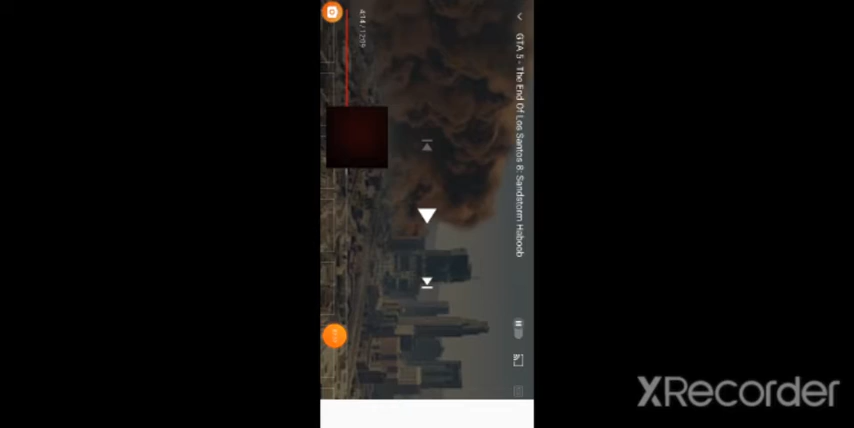 GTA 5 - The End Of Los Santos 8: Sandstorm Haboob
XRecorder